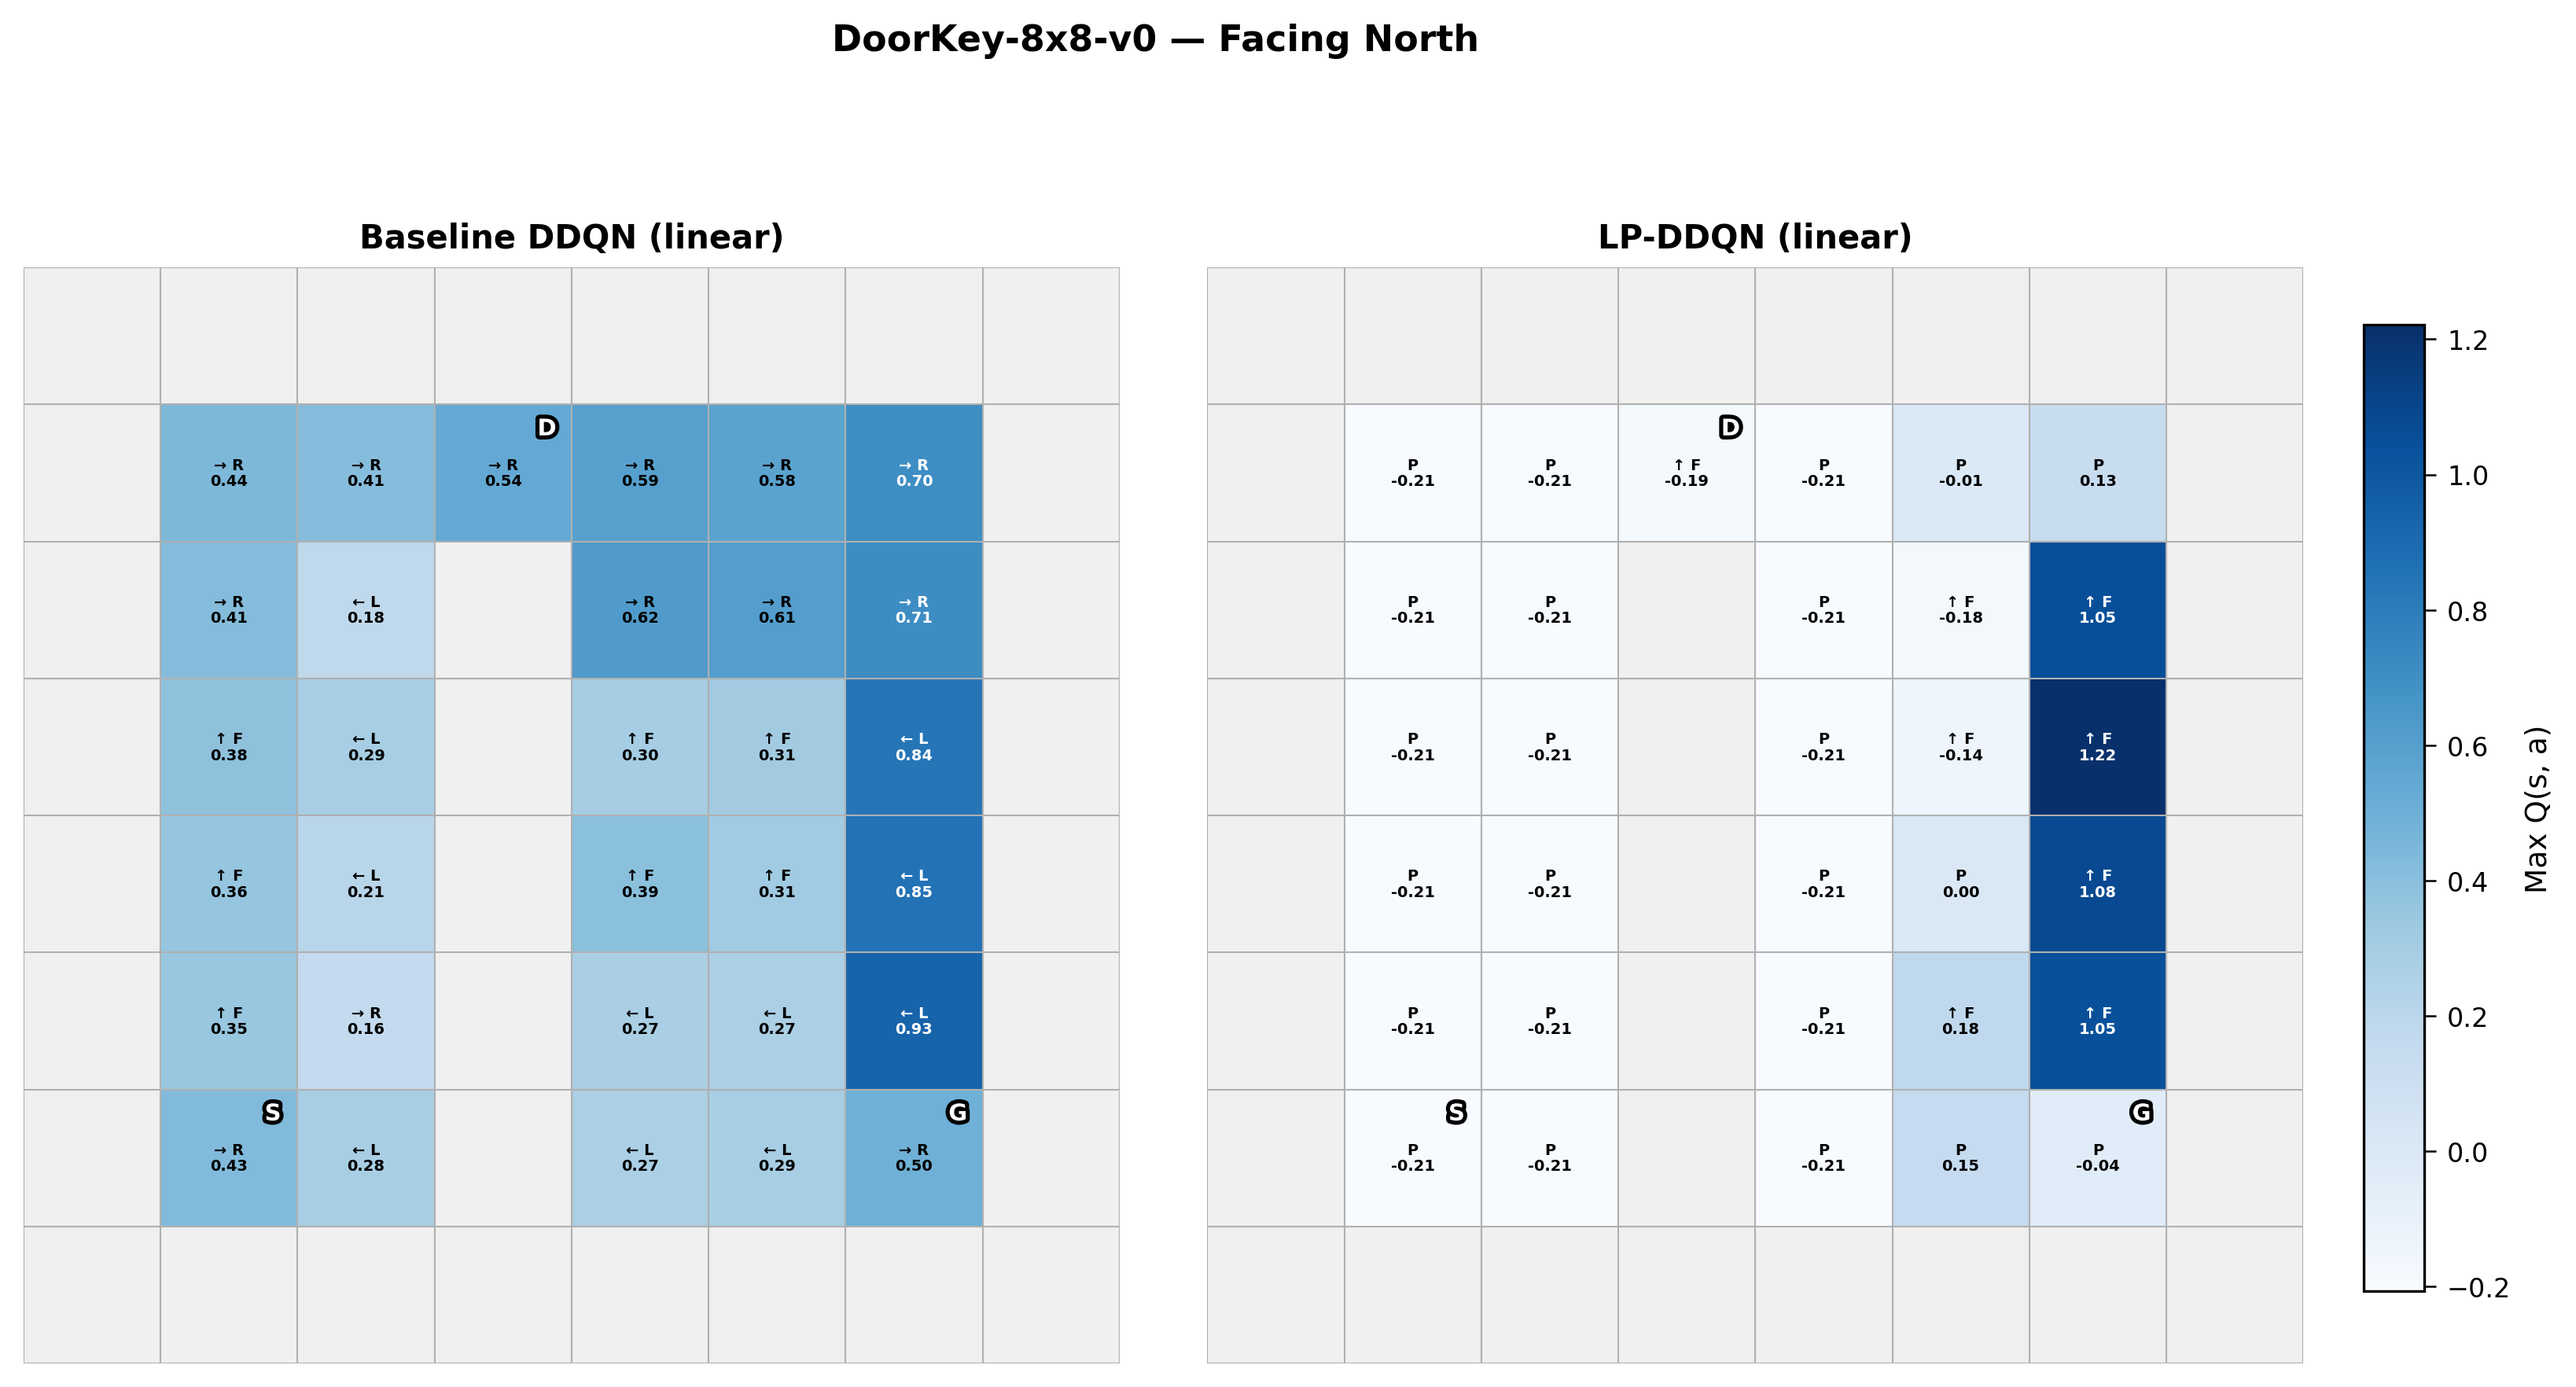 DoorKey-8x8-v0 — Facing North
Baseline DDQN (linear)
D
→ R → R → R → R → R → R
0.44 0.41 0.54 0.59 0.58 0.70
→ R ← L → R → R → R
0.41 0.18 0.62 0.61 0.71
↑ F ← L ↑ F ↑ F ← L
0.38 0.29 0.30 0.31 0.84
↑ F ← L ↑ F ↑ F ← L
0.36 0.21 0.39 0.31 0.85
↑ F → R ← L ← L ← L
0.35 0.16 0.27 0.27 0.93
S G
→ R ← L ← L ← L → R
0.43 0.28 0.27 0.29 0.50
LP-DDQN (linear)
D
P P ↑ F P P P
-0.21 -0.21 -0.19 -0.21 -0.01 0.13
P P P ↑ F ↑ F
-0.21 -0.21 -0.21 -0.18 1.05
P P P ↑ F ↑ F
-0.21 -0.21 -0.21 -0.14 1.22
P P P P ↑ F
-0.21 -0.21 -0.21 0.00 1.08
P P P ↑ F ↑ F
-0.21 -0.21 -0.21 0.18 1.05
S G
P P P P P
-0.21 -0.21 -0.21 0.15 -0.04
1.2
1.0
0.8
0.6
0.4
0.2
0.0
−0.2
Max Q(s, a)